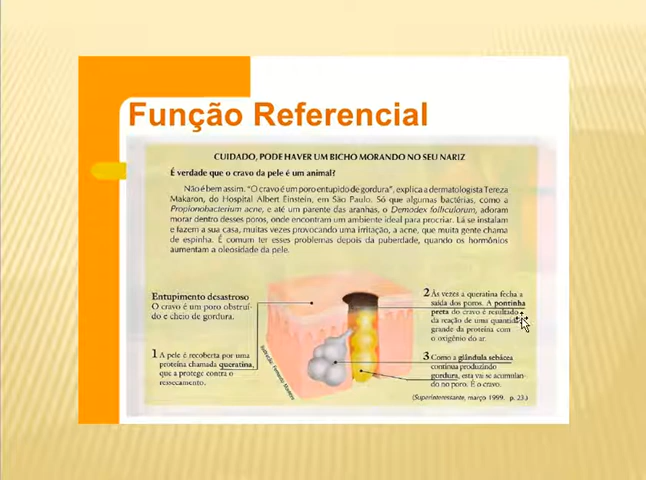 Função Referencial
CUIDADO, PODE HAVER UM BICHO MORANDO NO SEU NARIZ
É verdade que o cravo da pele é um animal?
Não é bem assim. "O cravo é um poro entupido de gordura", explica a dermatologista Tereza
Makaron, do Hospital Albert Einstein, em São Paulo. Só que algumas bactérias, como a
Propionobacterium acne, e até um parente das aranhas, o Demodex folliculorum, adoram
morar dentro desses poros, onde encontram um ambiente ideal para procriar. Lá se instalam
e fazem a sua casa, muitas vezes provocando uma irritação, a acne, que muita gente chama
de espinha. É comum ter esses problemas depois da puberdade, quando os hormônios
aumentam a oleosidade da pele.
Entupimento desastroso
O cravo é um poro obstruí-
do e cheio de gordura.
1 A pele é recoberta por uma
proteína chamada queratina,
que a protege contra o
ressecamento.
2 Às vezes a queratina fecha a
saída dos poros. A pontinha
preta do cravo é resultado
da reação de uma quantid
grande da proteína com
o oxigênio do ar.
3 Como a glândula sebácea
continua produzindo
gordura, esta vai se acumulan-
do no poro. É o cravo.
(Superinteressante, março 1999. p. 23.)